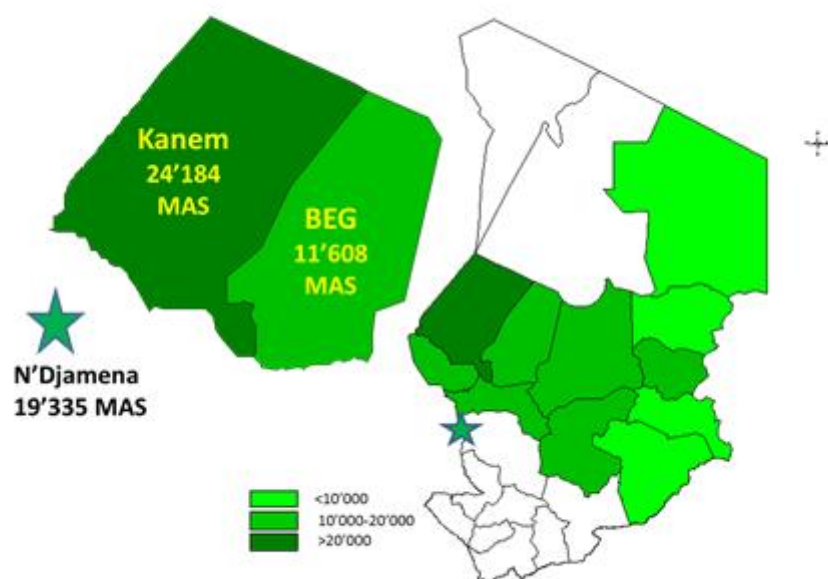 Kanem
24'184
MAS
BEG
11'608
MAS
N'Djamena
19'335 MAS
<10'000
10'000-20'000
>20'000